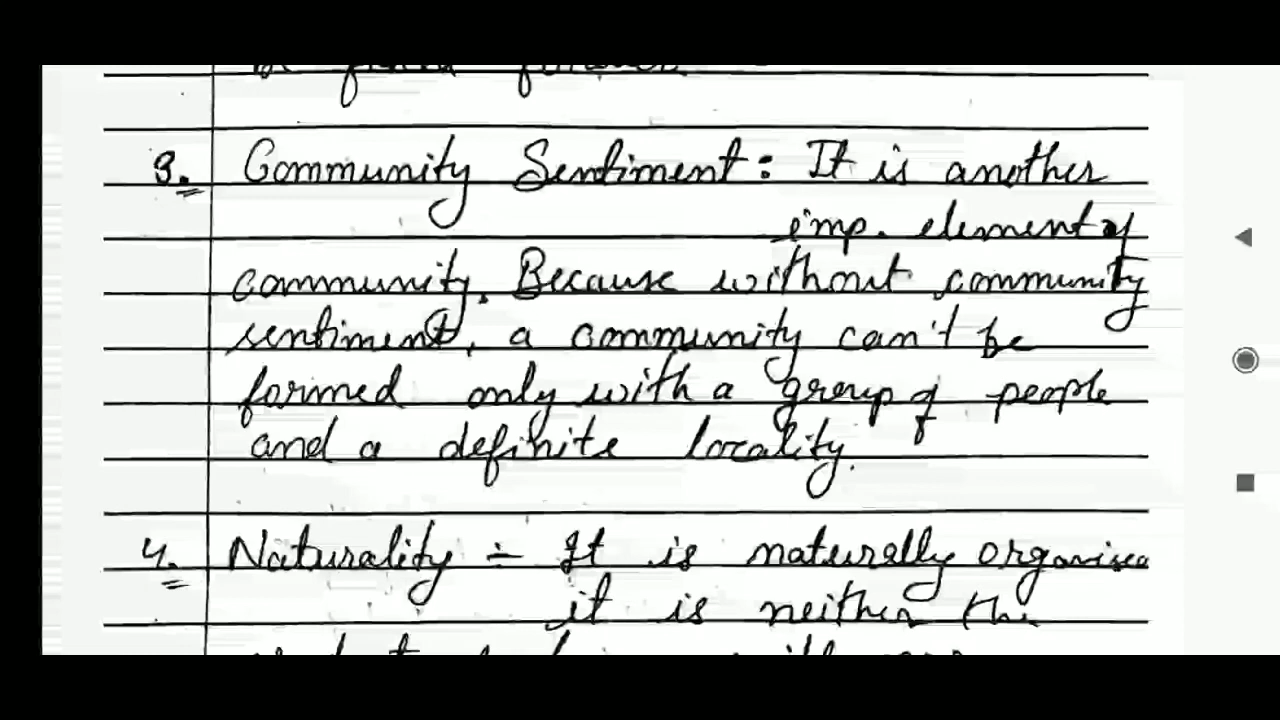 3. Community Sentiment: It is another
imp. element of
community. Because without community
sentiment, a community can't be
formed only with a group of people
and a definite locality.
4. Naturality :- It is naturally organised
it is neither the